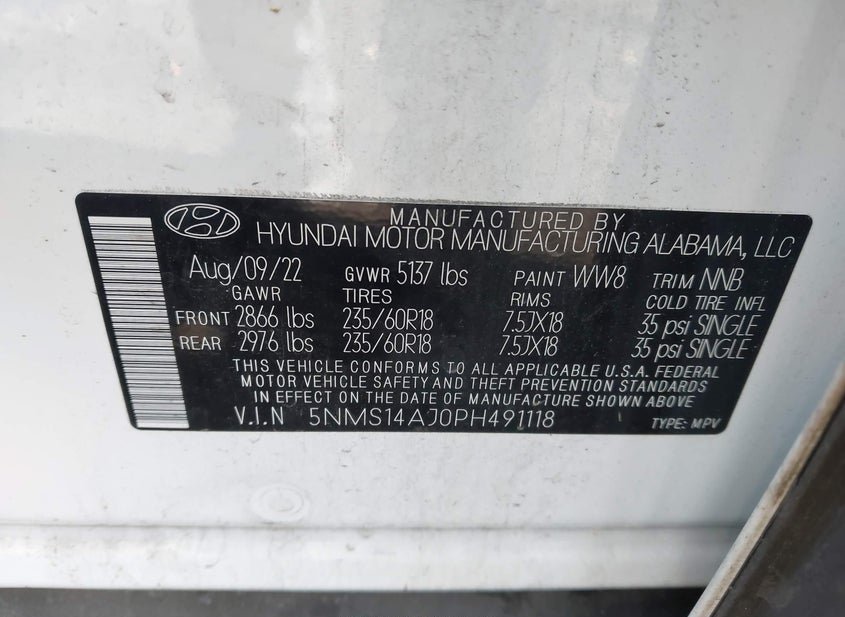 MANUFACTURED BY
HYUNDAI MOTOR MANUFACTURING ALABAMA, LLC
Aug/09/22 GVWR 5137 lbs PAINT WW8 TRIM NNB
GAWR TIRES RIMS COLD TIRE INFL
FRONT 2866 lbs 235/60R18 7.5JX18 35 psi SINGLE
REAR 2976 lbs 235/60R18 7.5JX18 35 psi SINGLE
THIS VEHICLE CONFORMS TO ALL APPLICABLE U.S.A. FEDERAL
MOTOR VEHICLE SAFETY AND THEFT PREVENTION STANDARDS
IN EFFECT ON THE DATE OF MANUFACTURE SHOWN ABOVE
V.I.N 5NMS14AJ0PH491118 TYPE: MPV